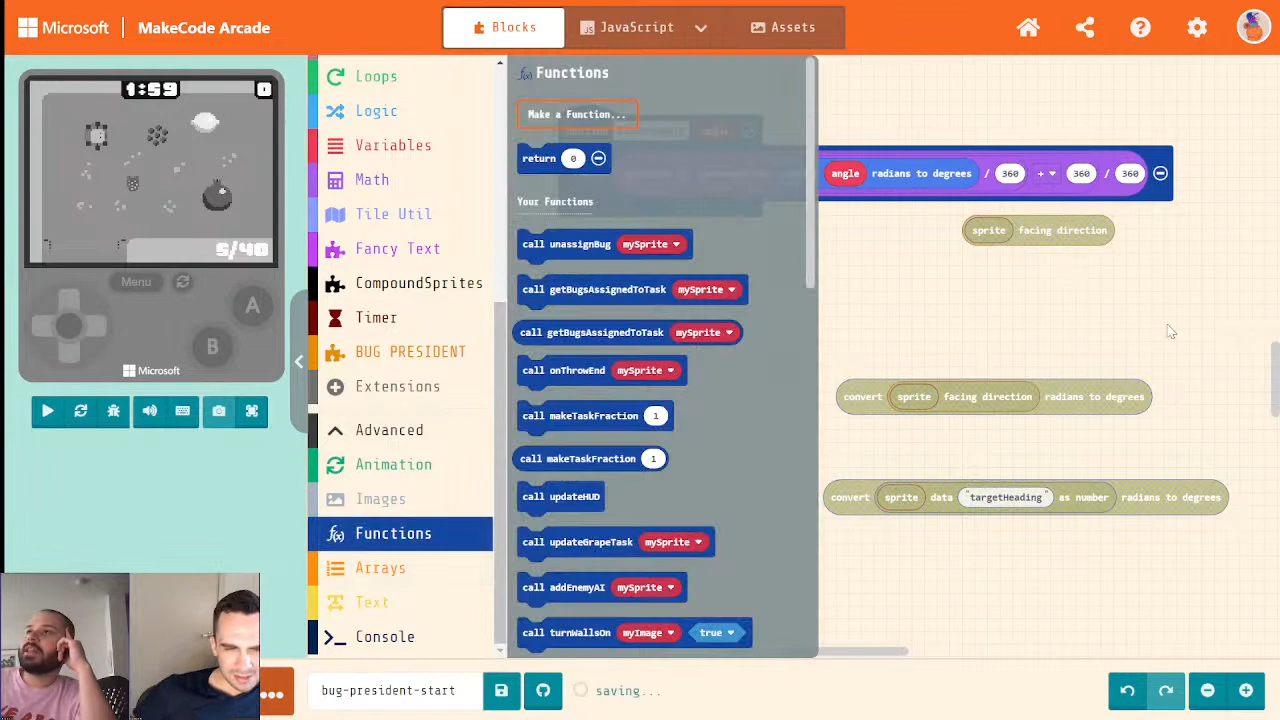 Microsoft | MakeCode Arcade
Blocks
JavaScript
Assets
1:59
0
5/40
Menu
A
B
Microsoft
Loops
Logic
Variables
Math
Tile Util
Fancy Text
CompoundSprites
Timer
BUG PRESIDENT
Extensions
Advanced
Animation
Images
Functions
Arrays
Text
Console
Functions
Make a Function...
return 0
Your Functions
call unassignBug mySprite
call getBugsAssignedToTask mySprite
call getBugsAssignedToTask mySprite
call onThrowEnd mySprite
call makeTaskFraction 1
call makeTaskFraction 1
call updateHUD
call updateGrapeTask mySprite
call addEnemyAI mySprite
call turnWallsOn myImage true
angle radians to degrees / 360 + 360 / 360
sprite facing direction
convert sprite facing direction radians to degrees
convert sprite data "targetHeading" as number radians to degrees
bug-president-start
saving...